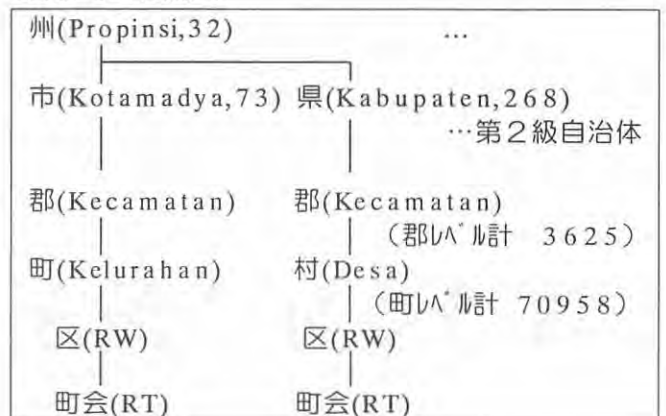 州(Propinsi,32) …
市(Kotamadya,73) 県(Kabupaten,268)
…第2級自治体
郡(Kecamatan) 郡(Kecamatan)
(郡レベル計 3625)
町(Kelurahan) 村(Desa)
(町レベル計 70958)
区(RW) 区(RW)
町会(RT) 町会(RT)